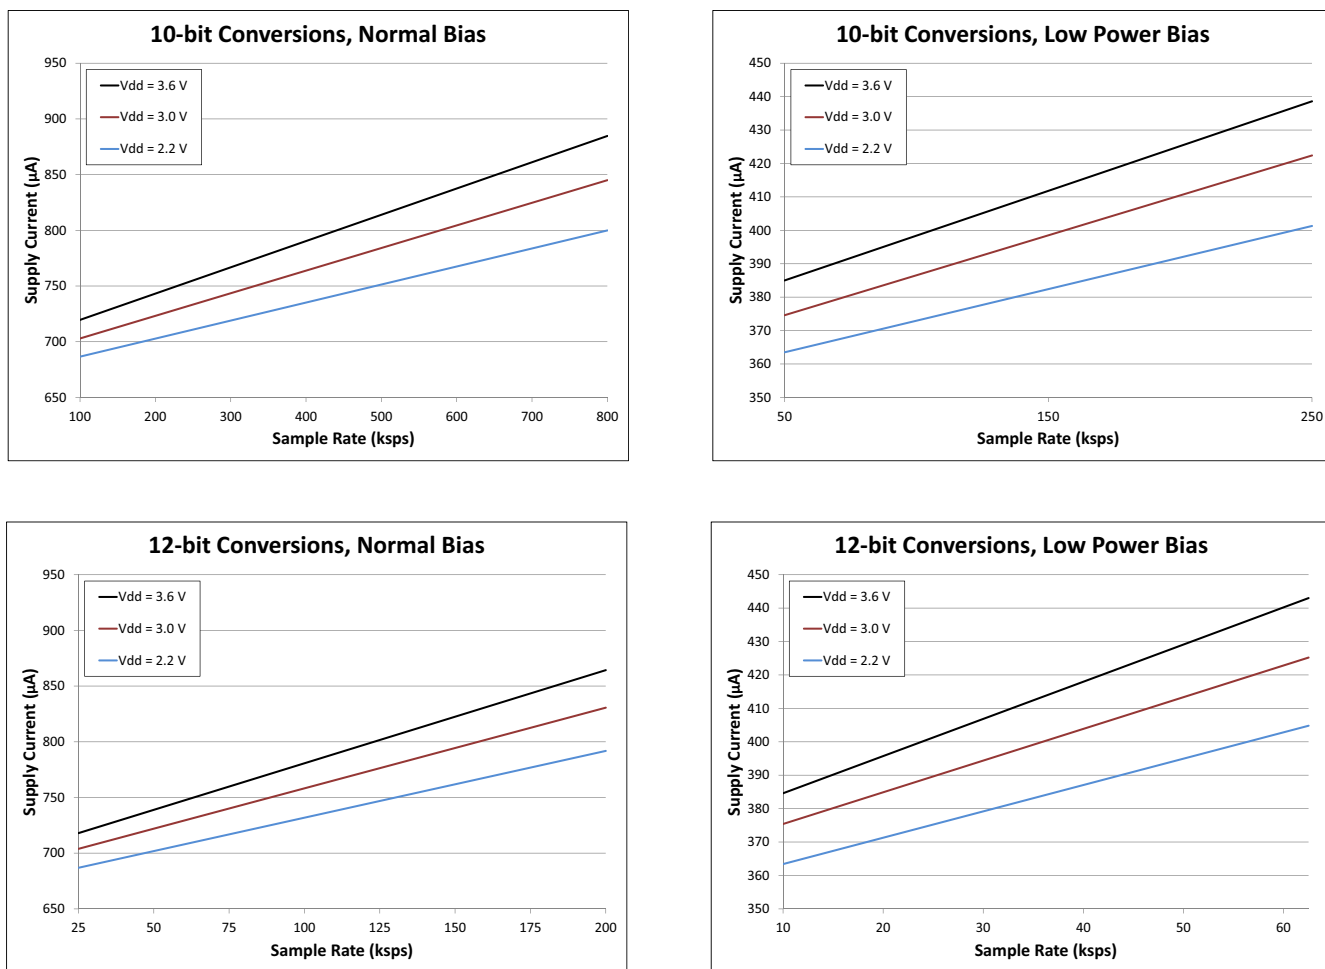 10-bit Conversions, Normal Bias
950
900
850
800
750
700
650
Supply Current (µA)
Vdd = 3.6 V
Vdd = 3.0 V
Vdd = 2.2 V
100 200 300 400 500 600 700 800
Sample Rate (ksps)
10-bit Conversions, Low Power Bias
450
440
430
420
410
400
390
380
370
360
350
Supply Current (µA)
Vdd = 3.6 V
Vdd = 3.0 V
Vdd = 2.2 V
50 150 250
Sample Rate (ksps)
12-bit Conversions, Normal Bias
950
900
850
800
750
700
650
Supply Current (µA)
Vdd = 3.6 V
Vdd = 3.0 V
Vdd = 2.2 V
25 50 75 100 125 150 175 200
Sample Rate (ksps)
12-bit Conversions, Low Power Bias
450
440
430
420
410
400
390
380
370
360
350
Supply Current (µA)
Vdd = 3.6 V
Vdd = 3.0 V
Vdd = 2.2 V
10 20 30 40 50 60
Sample Rate (ksps)